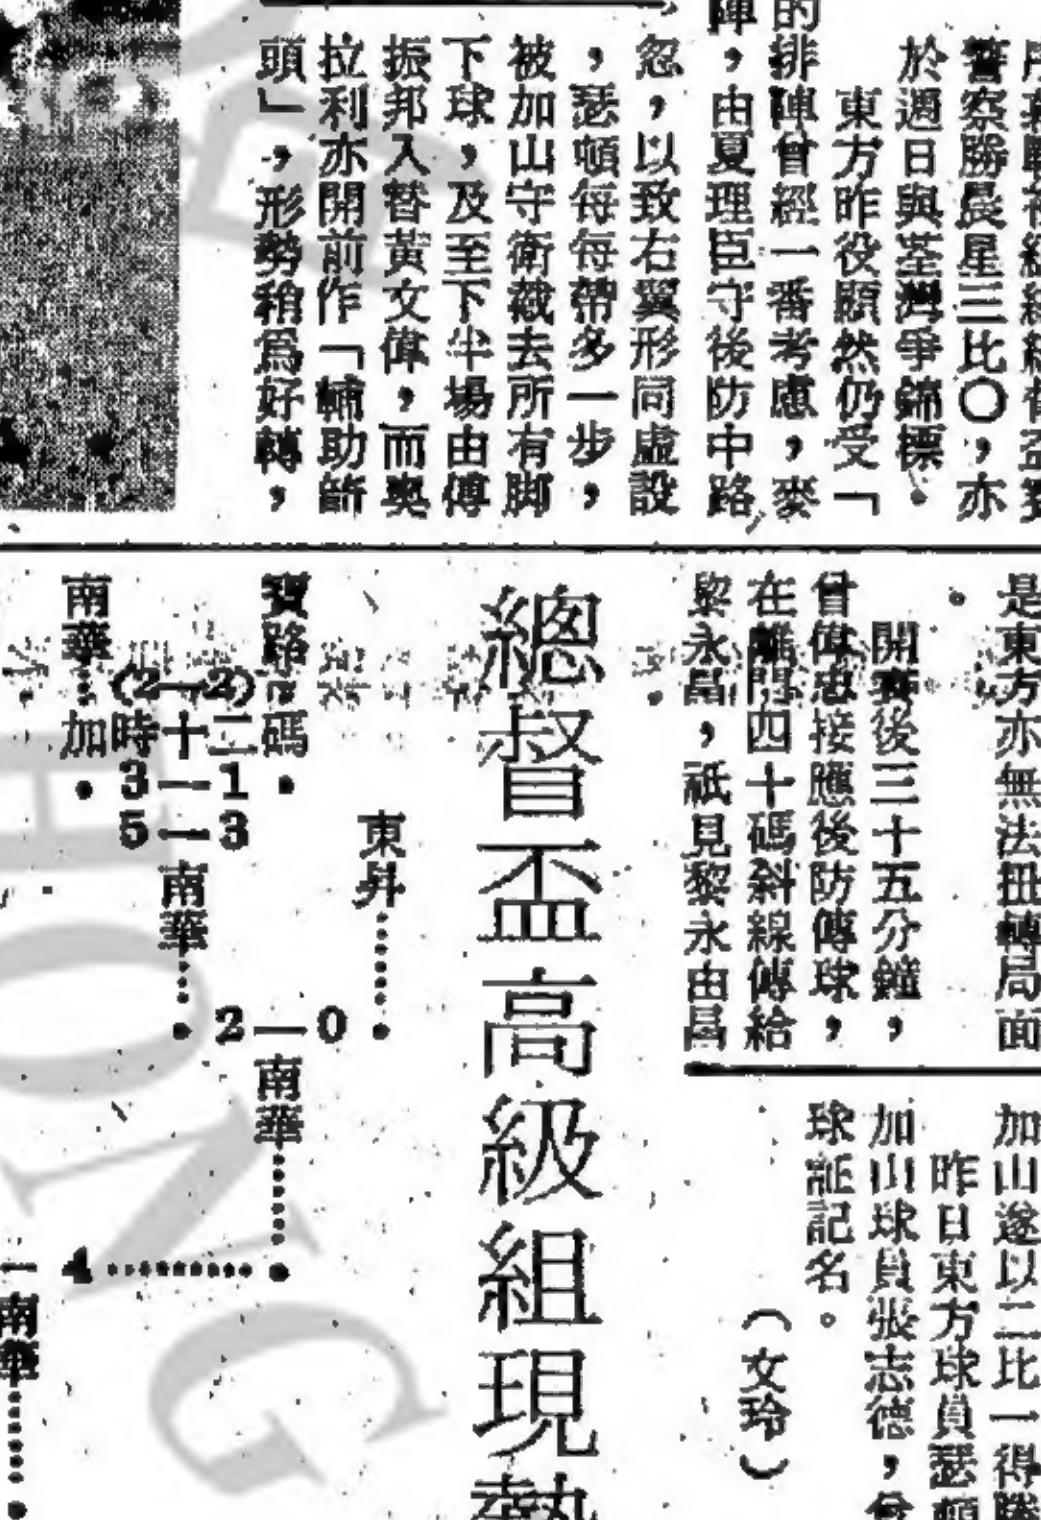 警察勝晨星三比〇，亦
於週日與荃灣爭錦標。
東方昨役顯然仍受「
的排陣曾經一番考慮，麥
陣，由夏理臣守後防中路
忽，以致右翼形同虛設
，瑟頓每每帶多一步，
被加山守衛截去所有脚
下球，及至下半場由傅
振邦入替黃文偉，而奧
拉利亦開前作「輔助箭
頭」，形勢稍爲好轉，
是東方亦無法扭轉局面
。
開賽後三十五分鐘，
曾偉忠接應後防傳球，
在離門四十碼斜線傳給
黎永昌，祇見黎永由昌
加山遂以二比一得勝
昨日東方球員瑟頓
加山球員張志德，曾
球証記名。
（文玲）
總督盃高級組現勢
東昇
0—2
南華
寶路．碼．
二13
十一一
時35
(2—2)
南華
南華
加．
4
南華